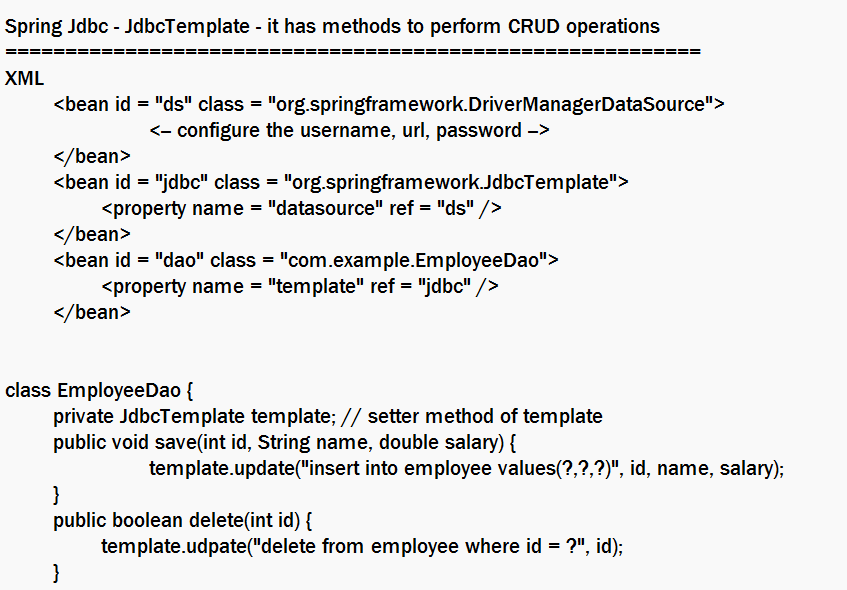 Spring Jdbc - JdbcTemplate - it has methods to perform CRUD operations
==========================================================
XML
<bean id = "ds" class = "org.springframework.DriverManagerDataSource">
<– configure the username, url, password –>
</bean>
<bean id = "jdbc" class = "org.springframework.JdbcTemplate">
<property name = "datasource" ref = "ds" />
</bean>
<bean id = "dao" class = "com.example.EmployeeDao">
<property name = "template" ref = "jdbc" />
</bean>
class EmployeeDao {
private JdbcTemplate template; // setter method of template
public void save(int id, String name, double salary) {
template.update("insert into employee values(?,?,?)", id, name, salary);
}
public boolean delete(int id) {
template.udpate("delete from employee where id = ?", id);
}